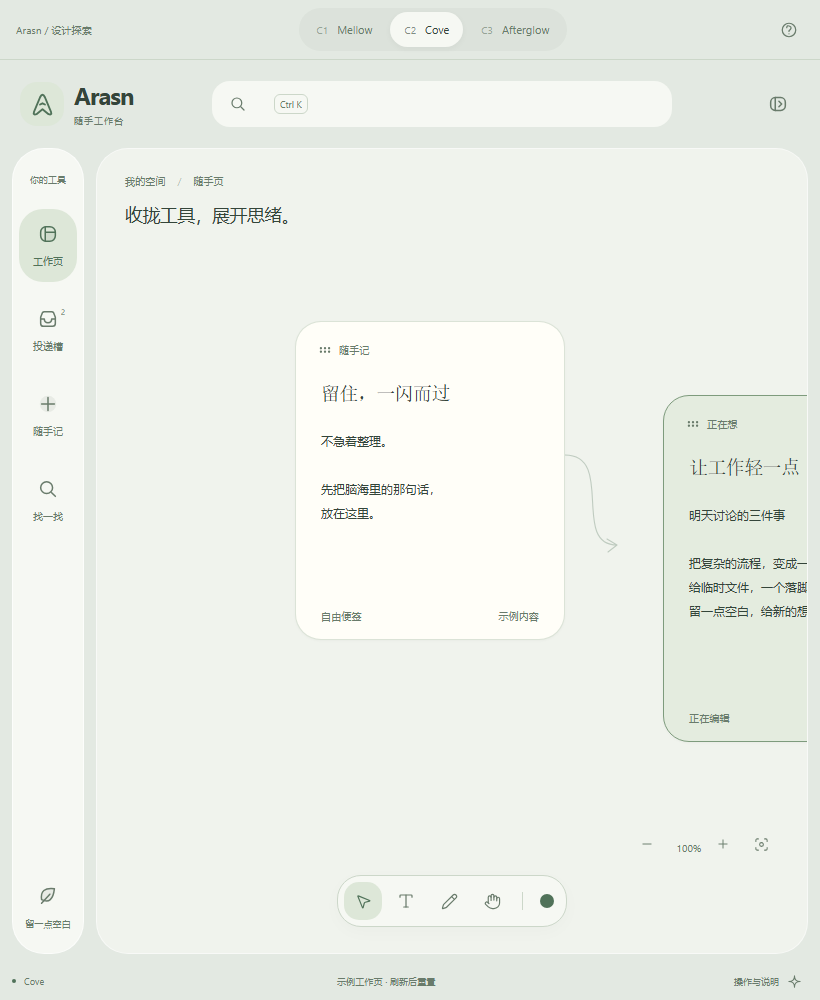 Arasn / 设计探索
C1 Mellow
C2 Cove
C3 Afterglow
Arasn
随手工作台
Ctrl K
你的工具
工作页
投递槽
2
随手记
找一找
留一点空白
我的空间 / 随手页
收拢工具，展开思绪。
随手记
留住，一闪而过
不急着整理。
先把脑海里的那句话，
放在这里。
自由便签
示例内容
正在想
让工作轻一点
明天讨论的三件事
把复杂的流程，变成一
给临时文件，一个落脚
留一点空白，给新的想
正在编辑
100%
Cove
示例工作页 · 刷新后重置
操作与说明